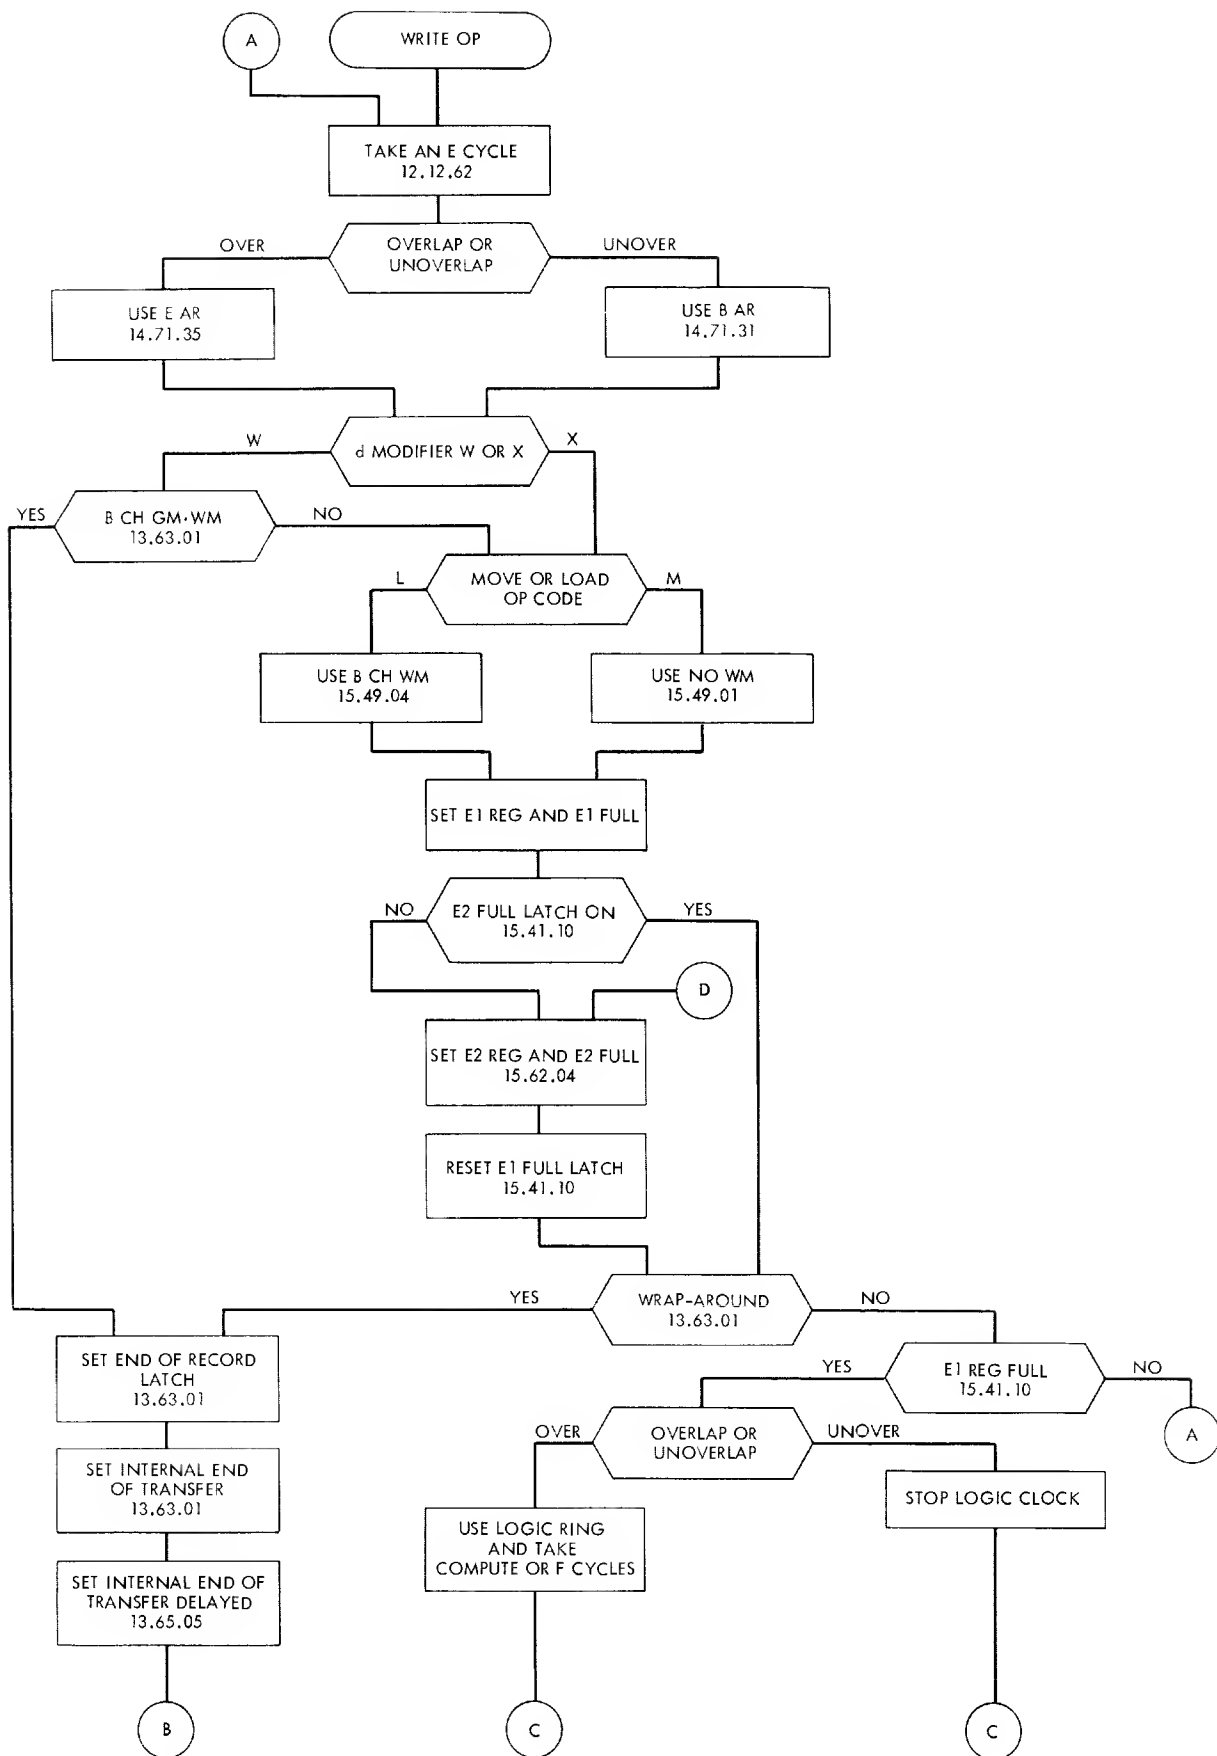 A
WRITE OP
TAKE AN E CYCLE
12.12.62
OVER
OVERLAP OR
UNOVERLAP
UNOVER
USE E AR
14.71.35
USE B AR
14.71.31
W
d MODIFIER W OR X
X
YES
B CH GM·WM
13.63.01
NO
L
MOVE OR LOAD
OP CODE
M
USE B CH WM
15.49.04
USE NO WM
15.49.01
SET E1 REG AND E1 FULL
NO
E2 FULL LATCH ON
15.41.10
YES
D
SET E2 REG AND E2 FULL
15.62.04
RESET E1 FULL LATCH
15.41.10
YES
WRAP-AROUND
13.63.01
NO
SET END OF RECORD
LATCH
13.63.01
YES
E1 REG FULL
15.41.10
NO
A
OVER
OVERLAP OR
UNOVERLAP
UNOVER
SET INTERNAL END
OF TRANSFER
13.63.01
STOP LOGIC CLOCK
USE LOGIC RING
AND TAKE
COMPUTE OR F CYCLES
SET INTERNAL END OF
TRANSFER DELAYED
13.65.05
B
C
C